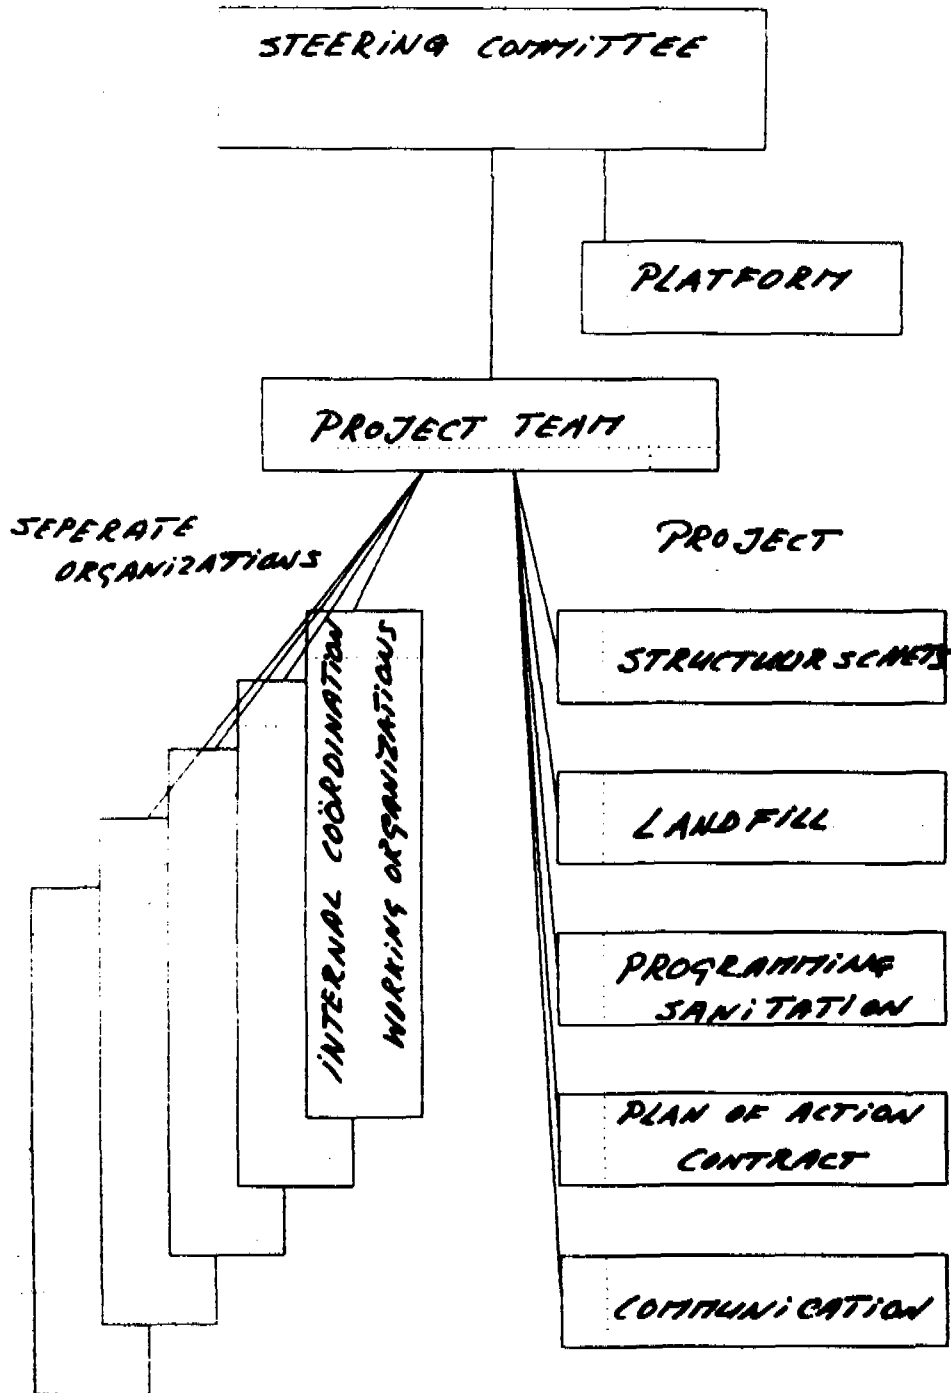 STEERING COMMITTEE
PLATFORM
PROJECT TEAM
SEPERATE
ORGANIZATIONS
PROJECT
INTERNAL COÖRDINATION
WORKING ORGANIZATIONS
STRUCTUUR SCHETS
LANDFILL
PROGRAMMING
SANITATION
PLAN OF ACTION
CONTRACT
COMMUNICATION